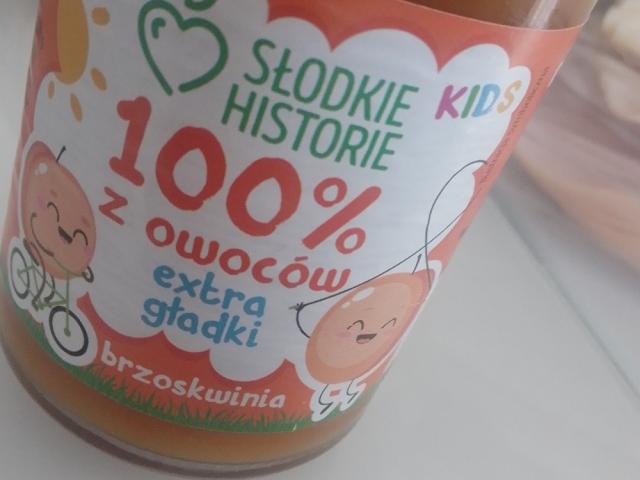 SŁODKIE
HISTORIE
KIDS
100%
z owoców
extra
gładki
brzoskwinia